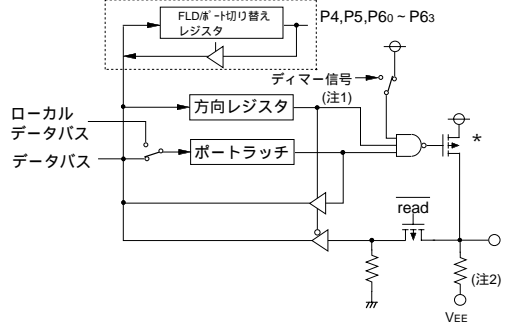 FLD/ポート切り替え
レジスタ
P4,P5,P60 ~ P63
ディマー信号
(注1)
ローカル
データバス
方向レジスタ
データバス
ポートラッチ
*
read
(注2)
VEE